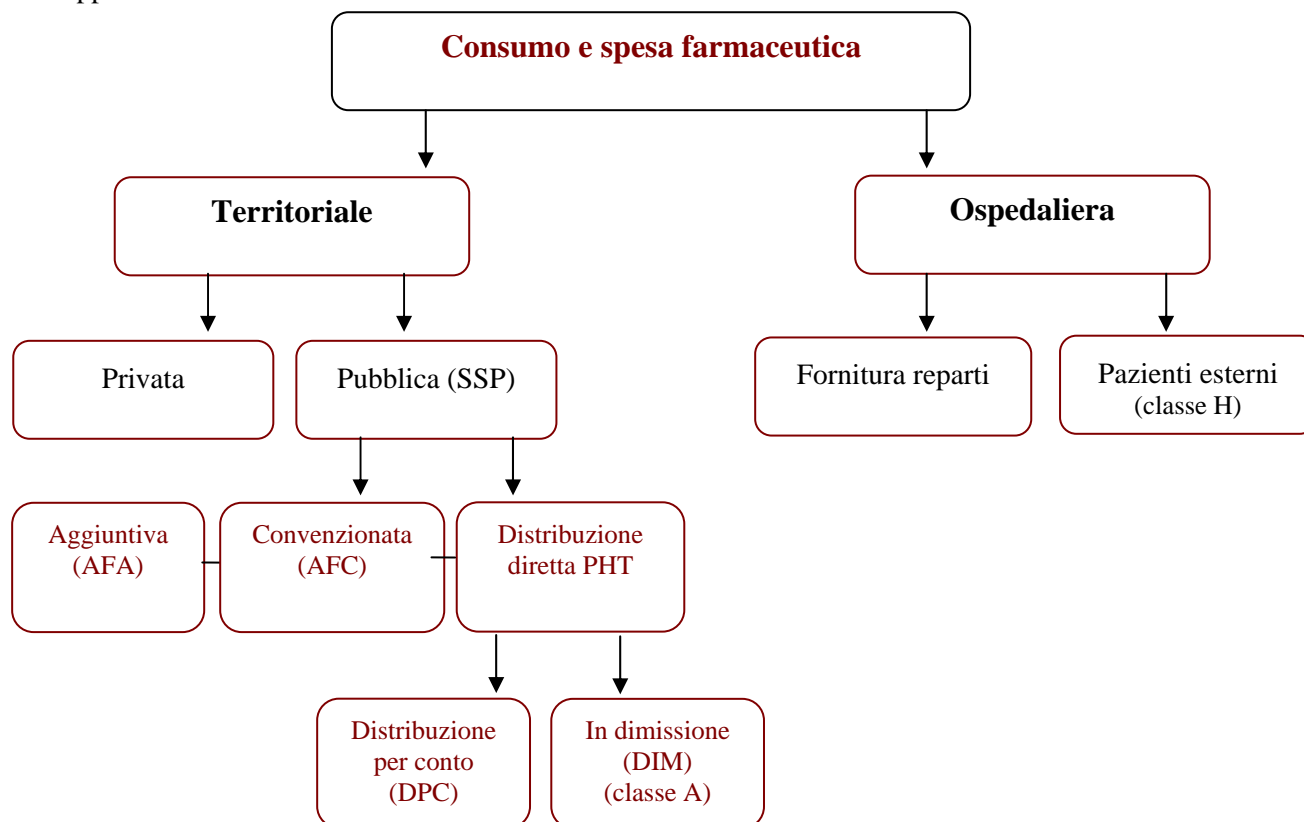 Consumo e spesa farmaceutica
Territoriale
Ospedaliera
Privata
Pubblica (SSP)
Fornitura reparti
Pazienti esterni
(classe H)
Aggiuntiva
(AFA)
Convenzionata
(AFC)
Distribuzione
diretta PHT
Distribuzione
per conto
(DPC)
In dimissione
(DIM)
(classe A)